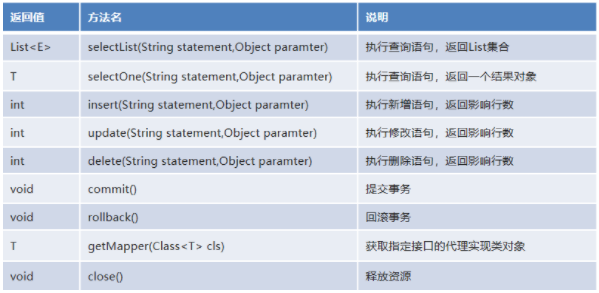 返回值 方法名 说明
List<E> selectList(String statement,Object paramter) 执行查询语句，返回List集合
T selectOne(String statement,Object paramter) 执行查询语句，返回一个结果对象
int insert(String statement,Object paramter) 执行新增语句，返回影响行数
int update(String statement,Object paramter) 执行修改语句，返回影响行数
int delete(String statement,Object paramter) 执行删除语句，返回影响行数
void commit() 提交事务
void rollback() 回滚事务
T getMapper(Class<T> cls) 获取指定接口的代理实现类对象
void close() 释放资源